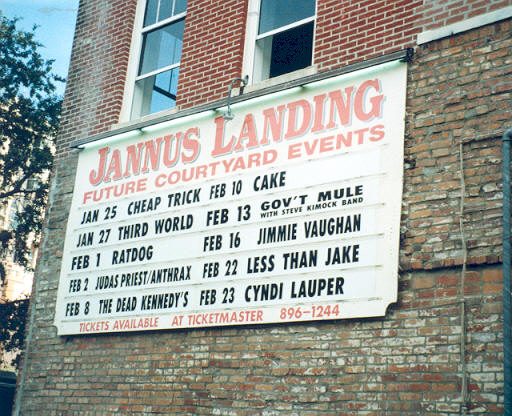 JANNUS LANDING
FUTURE COURTYARD EVENTS
JAN 25 CHEAP TRICK
JAN 27 THIRD WORLD
FEB 1 RATDOG
FEB 2 JUDAS PRIEST/ANTHRAX
FEB 8 THE DEAD KENNEDY'S
FEB 10 CAKE
FEB 13 GOV'T MULE
WITH STEVE KIMOCK BAND
FEB 16 JIMMIE VAUGHAN
FEB 22 LESS THAN JAKE
FEB 23 CYNDI LAUPER
TICKETS AVAILABLE AT TICKETMASTER 896-1244